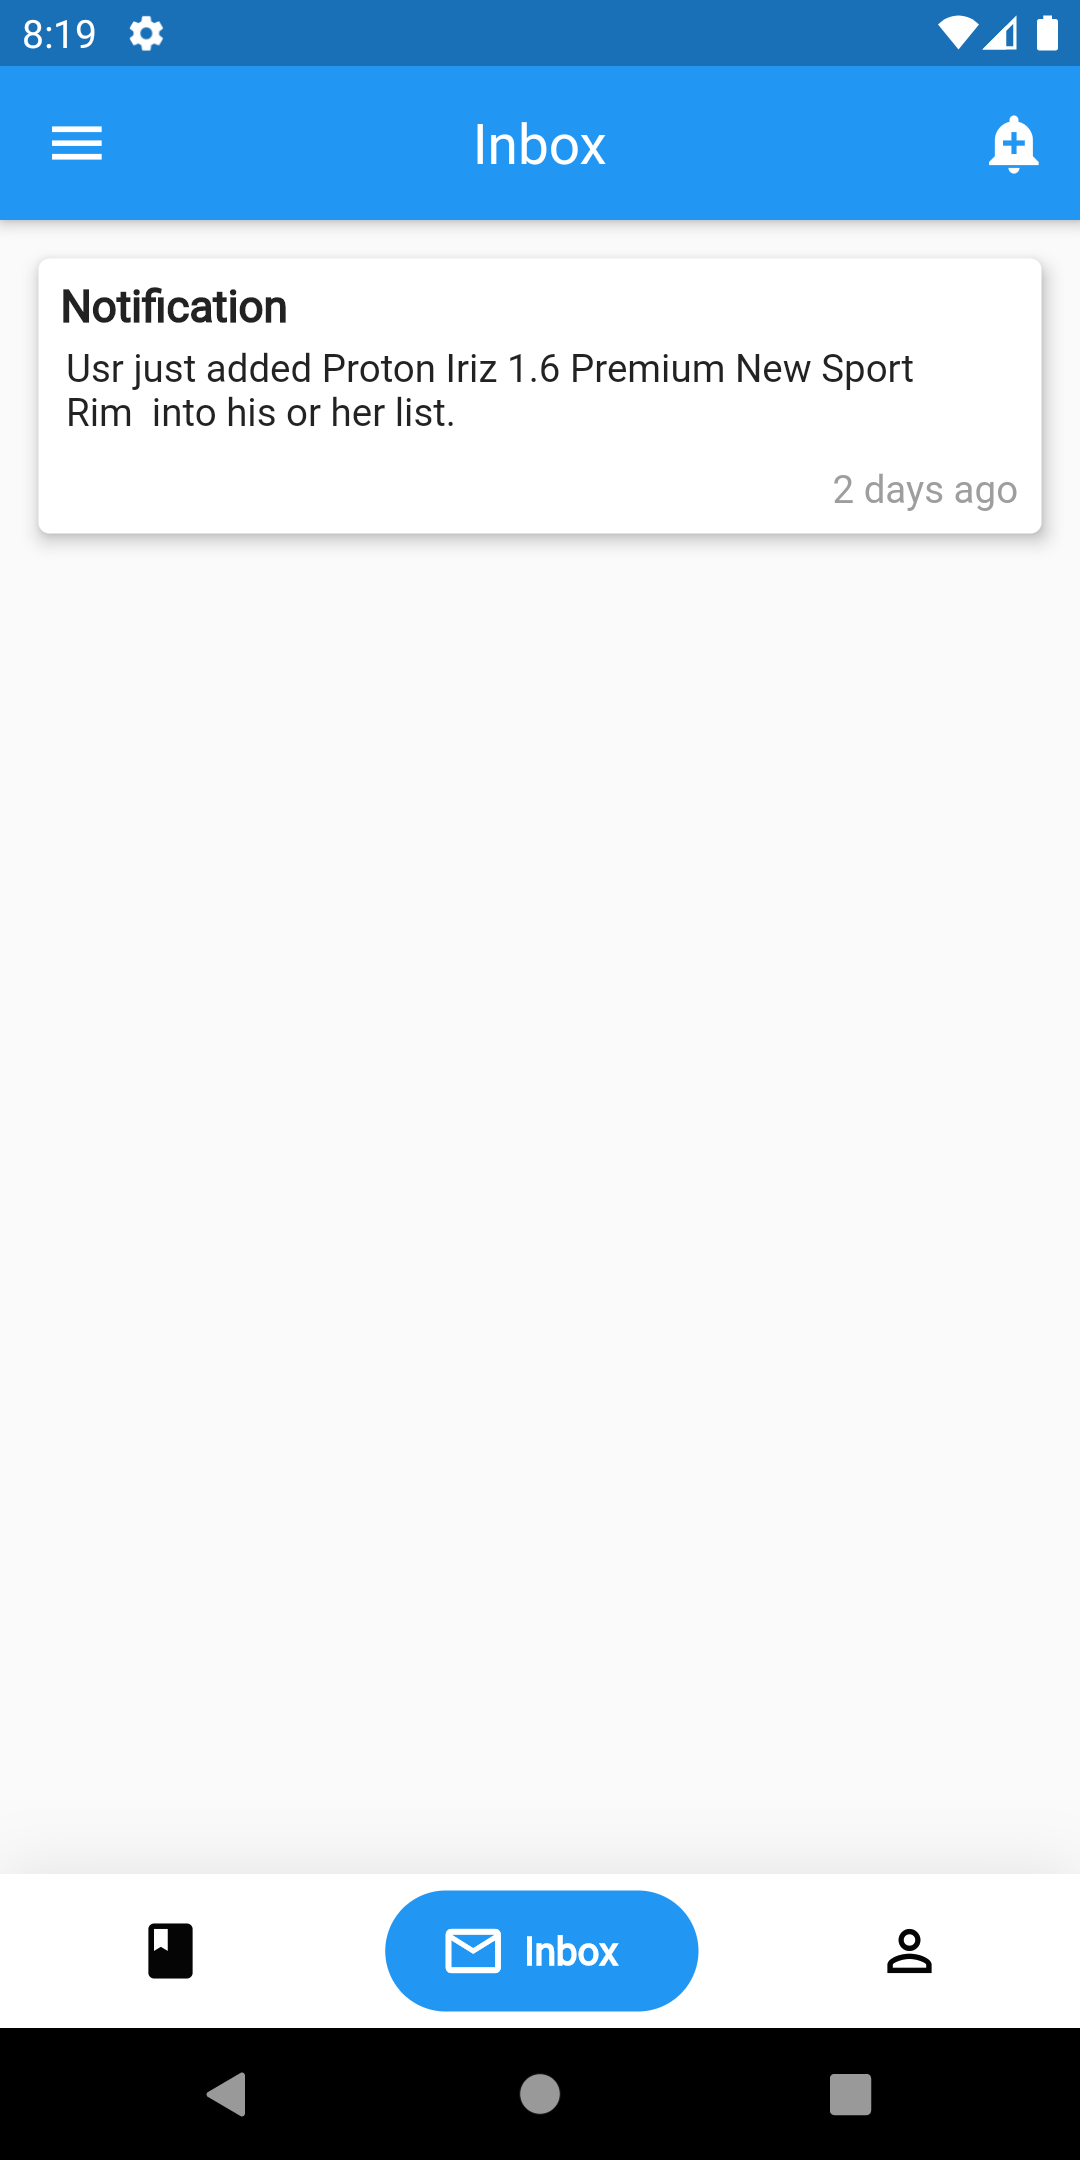 8:19
Inbox
Notification
Usr just added Proton Iriz 1.6 Premium New Sport
Rim  into his or her list.
2 days ago
Inbox